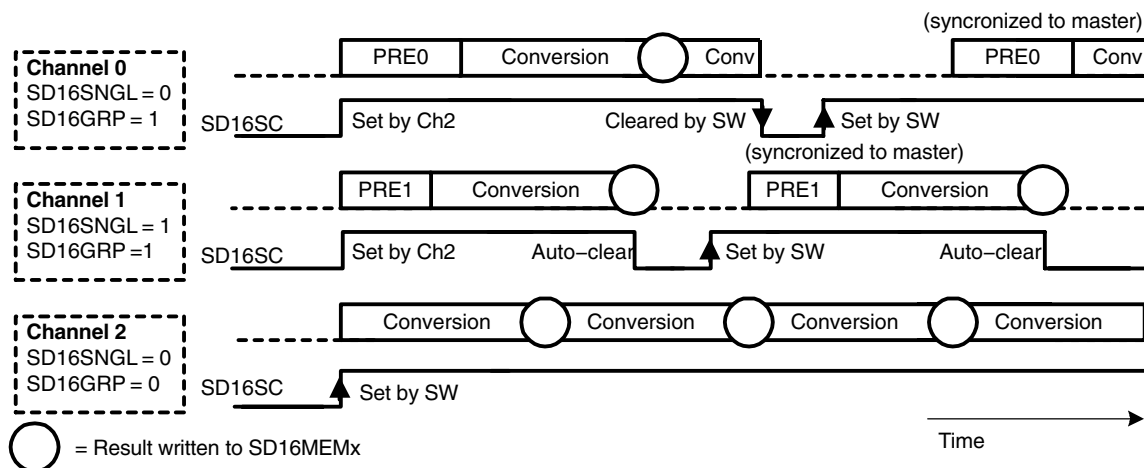 (syncronized to master)
Channel 0
SD16SNGL = 0
SD16GRP = 1
PRE0
Conversion
Conv
PRE0
Conv
SD16SC
Set by Ch2
Cleared by SW
Set by SW
(syncronized to master)
Channel 1
SD16SNGL = 1
SD16GRP =1
PRE1
Conversion
PRE1
Conversion
SD16SC
Set by Ch2
Auto−clear
Set by SW
Auto−clear
Channel 2
SD16SNGL = 0
SD16GRP = 0
Conversion
Conversion
Conversion
Conversion
SD16SC
Set by SW
= Result written to SD16MEMx
Time